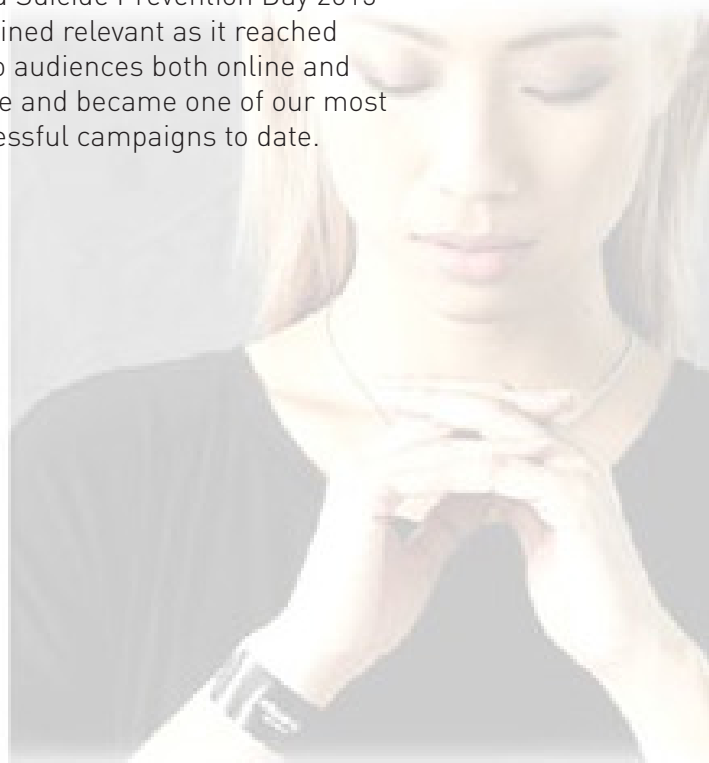 d Suicide Prevention Day
ined relevant as it reached
o audiences both online and
e and became one of our most
essful campaigns to date.